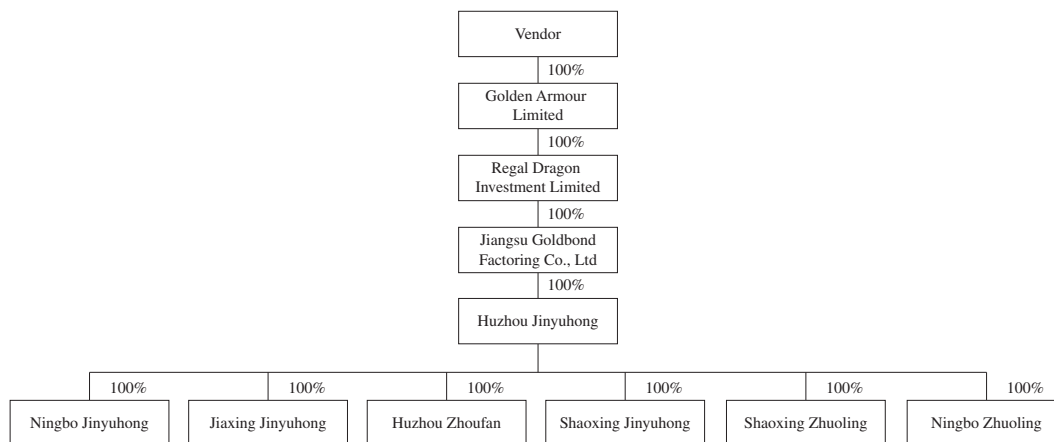 Vendor
100%
Golden Armour
Limited
100%
Regal Dragon
Investment Limited
100%
Jiangsu Goldbond
Factoring Co., Ltd
100%
Huzhou Jinyuhong
100%
100%
100%
100%
100%
100%
Ningbo Jinyuhong
Jiaxing Jinyuhong
Huzhou Zhoufan
Shaoxing Jinyuhong
Shaoxing Zhuoling
Ningbo Zhuoling